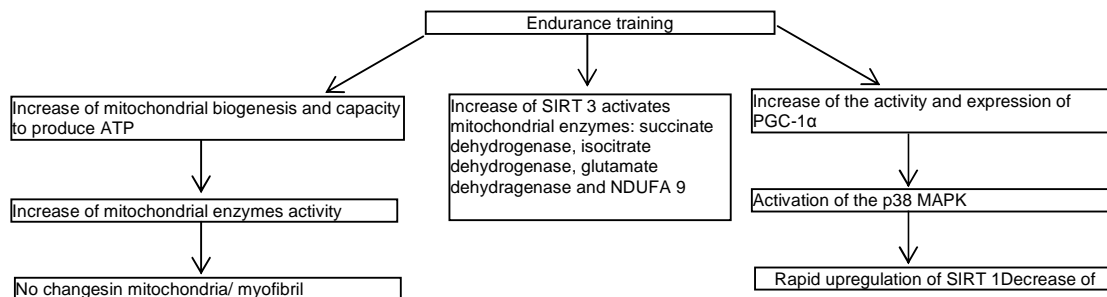 Endurance training
Increase of mitochondrial biogenesis and capacity
to produce ATP
Increase of mitochondrial enzymes activity
No changesin mitochondria/ myofibril
Increase of SIRT 3 activates
mitochondrial enzymes: succinate
dehydrogenase, isocitrate
dehydrogenase, glutamate
dehydragenase and NDUFA 9
Increase of the activity and expression of
PGC-1α
Activation of the p38 MAPK
Rapid upregulation of SIRT 1Decrease of